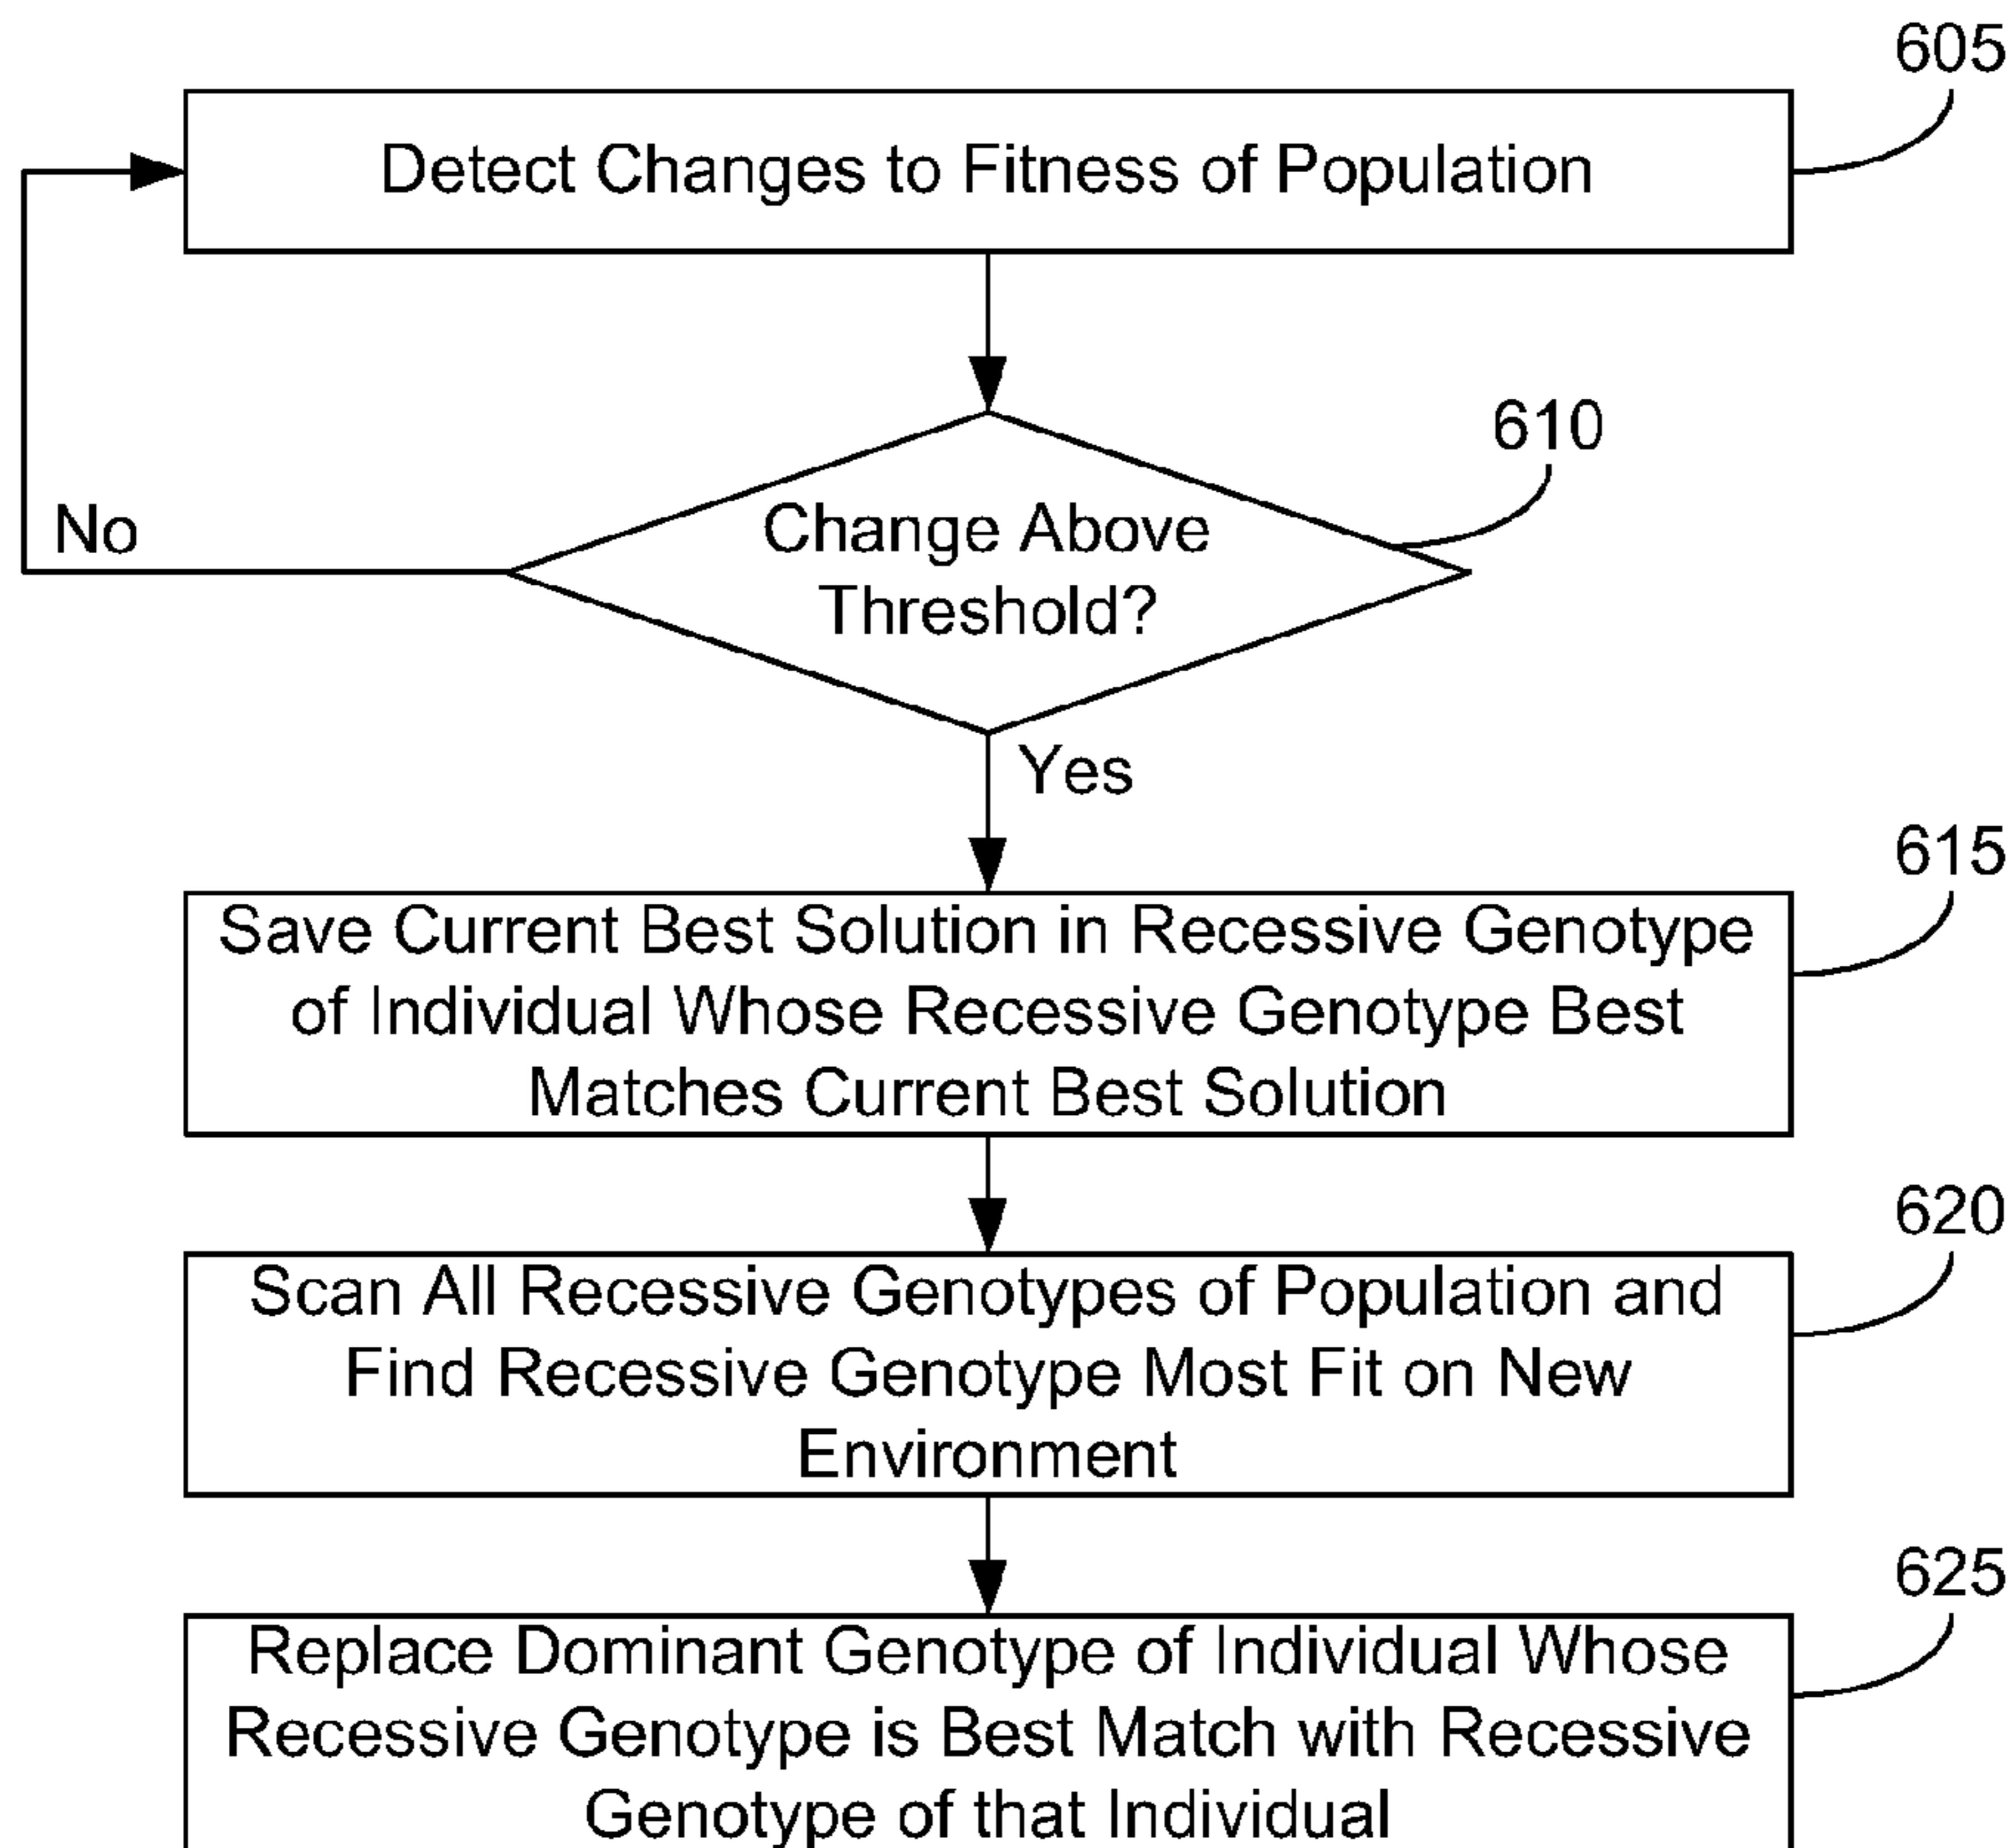 605
Detect Changes to Fitness of Population
610
Change Above
Threshold?
No
Yes
615
Save Current Best Solution in Recessive Genotype
of Individual Whose Recessive Genotype Best
Matches Current Best Solution
620
Scan All Recessive Genotypes of Population and
Find Recessive Genotype Most Fit on New
Environment
625
Replace Dominant Genotype of Individual Whose
Recessive Genotype is Best Match with Recessive
Genotype of that Individual